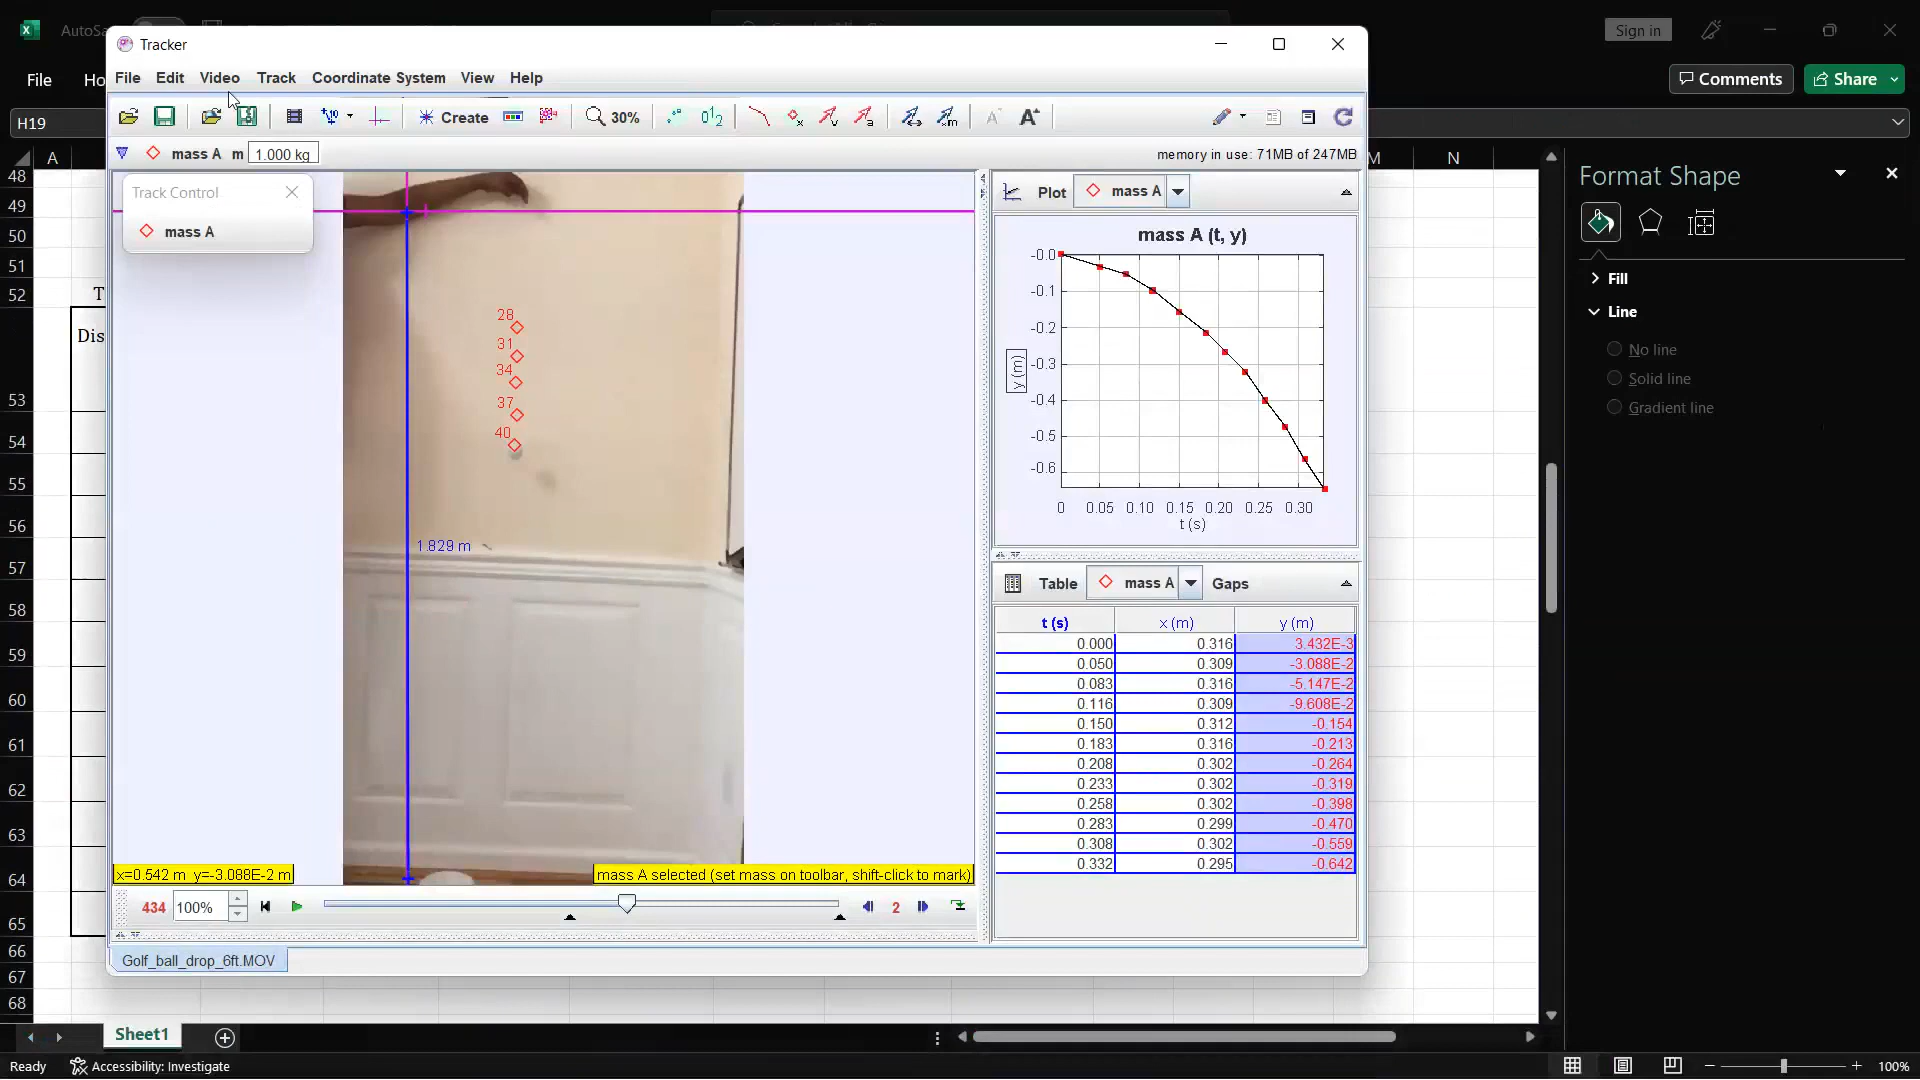 AutoSa
Sign in
Tracker
File
Ho
Comments
Share
File Edit Video Track Coordinate System View Help
H19
Create
30%
mass A m 1.000 kg
memory in use: 71MB of 247MB
A
M
N
48
49
50
51
52
53
54
55
56
57
58
59
60
61
62
63
64
65
66
67
68
T
Dis
Track Control
mass A
28
31
34
37
40
1.829 m
x=0.542 m y=-3.088E-2 m
mass A selected (set mass on toolbar, shift-click to mark)
434
100%
2
Golf_ball_drop_6ft.MOV
Plot mass A
mass A (t, y)
-0.0
-0.1
-0.2
-0.3
-0.4
-0.5
-0.6
y (m)
0 0.05 0.10 0.15 0.20 0.25 0.30
t (s)
Table mass A Gaps
t (s) x (m) y (m)
0.000 0.316 3.432E-3
0.050 0.309 -3.088E-2
0.083 0.316 -5.147E-2
0.116 0.309 -9.608E-2
0.150 0.312 -0.154
0.183 0.316 -0.213
0.208 0.302 -0.264
0.233 0.302 -0.319
0.258 0.302 -0.398
0.283 0.299 -0.470
0.308 0.302 -0.559
0.332 0.295 -0.642
Format Shape
Fill
Line
No line
Solid line
Gradient line
Sheet1
Ready
Accessibility: Investigate
100%